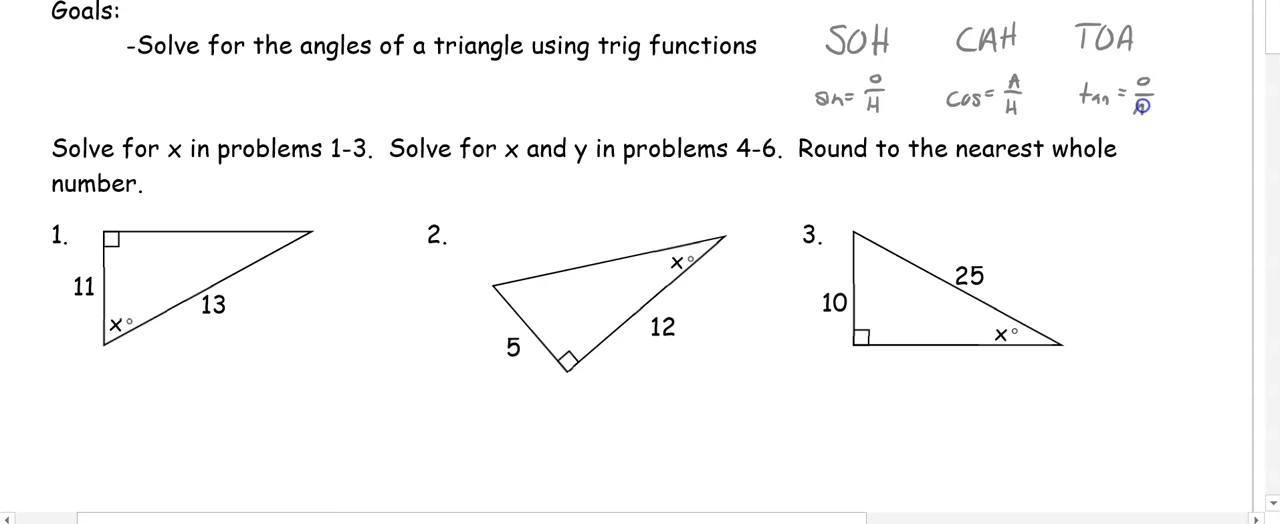 Goals:
-Solve for the angles of a triangle using trig functions
SOH CAH TOA
sin= O/H cos= A/H tan= O/A
Solve for x in problems 1-3. Solve for x and y in problems 4-6. Round to the nearest whole
number.
1.
11
13
x°
2.
x°
12
5
3.
25
10
x°